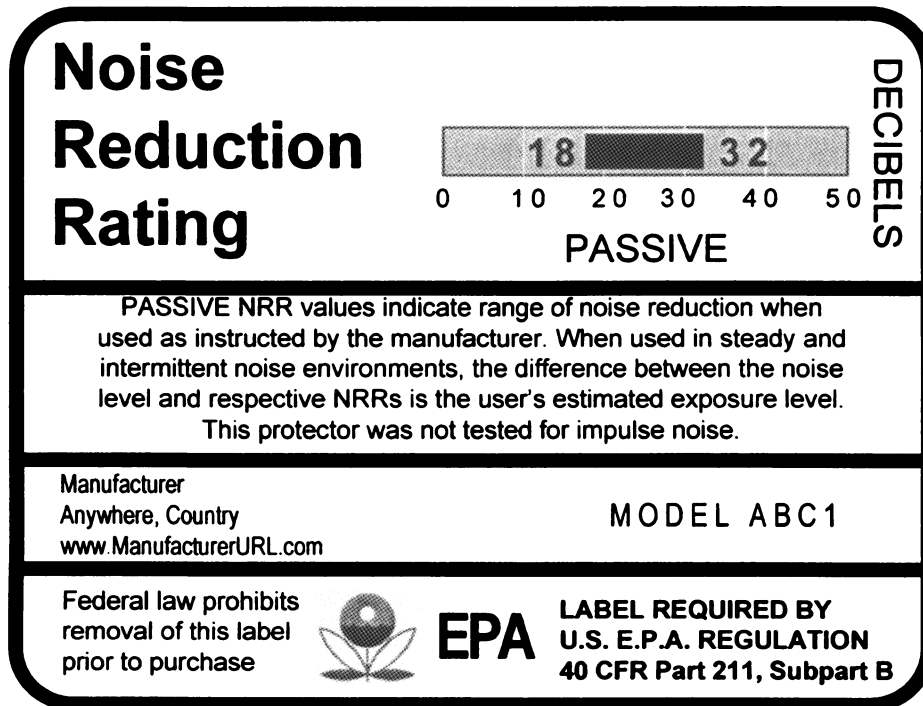 Noise
Reduction
Rating
18 32
0 10 20 30 40 50
PASSIVE
DECIBELS
PASSIVE NRR values indicate range of noise reduction when
used as instructed by the manufacturer. When used in steady and
intermittent noise environments, the difference between the noise
level and respective NRRs is the user's estimated exposure level.
This protector was not tested for impulse noise.
Manufacturer
Anywhere, Country
www.ManufacturerURL.com
MODEL ABC1
Federal law prohibits
removal of this label
prior to purchase
EPA
LABEL REQUIRED BY
U.S. E.P.A. REGULATION
40 CFR Part 211, Subpart B